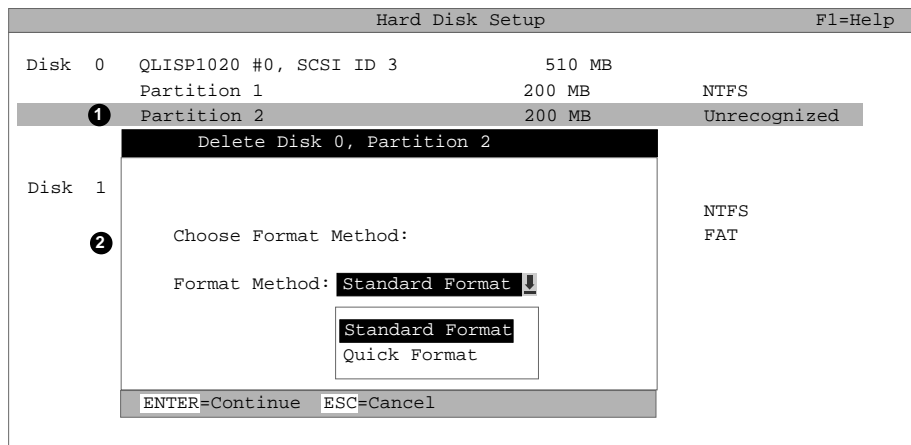 Hard Disk Setup F1=Help
Disk 0 QLISP1020 #0, SCSI ID 3 510 MB
Partition 1 200 MB NTFS
1 Partition 2 200 MB Unrecognized
Delete Disk 0, Partition 2
Disk 1
NTFS
2 Choose Format Method: FAT
Format Method: Standard Format
Standard Format
Quick Format
ENTER=Continue ESC=Cancel